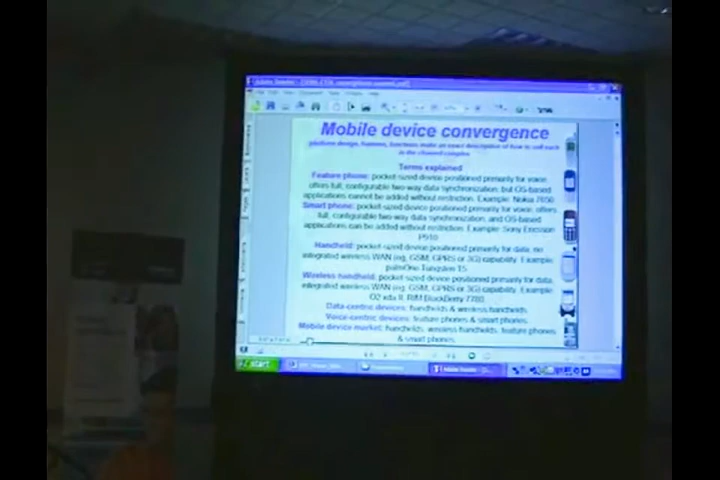 Mobile device convergence
platform design, features, functions make an exact description of how to sell each
in the channel complex
Terms explained
Feature phone: pocket-sized device positioned primarily for voice,
offers full, configurable two-way data synchronization, but OS-based
applications cannot be added without restriction. Example: Nokia 7650
Smart phone: pocket-sized device positioned primarily for voice, offers
full, configurable two-way data synchronization, and OS-based
applications can be added without restriction. Example: Sony Ericsson
P910
Handheld: pocket-sized device positioned primarily for data, no
integrated wireless WAN (eg, GSM, GPRS or 3G) capability. Example:
palmOne Tungsten T5
Wireless handheld: pocket-sized device positioned primarily for data,
integrated wireless WAN (eg, GSM, GPRS or 3G) capability. Example:
O2 xda II, RIM BlackBerry 7780
Data-centric devices: handhelds & wireless handhelds.
Voice-centric devices: feature phones & smart phones.
Mobile device market: handhelds, wireless handhelds, feature phones
& smart phones.
start